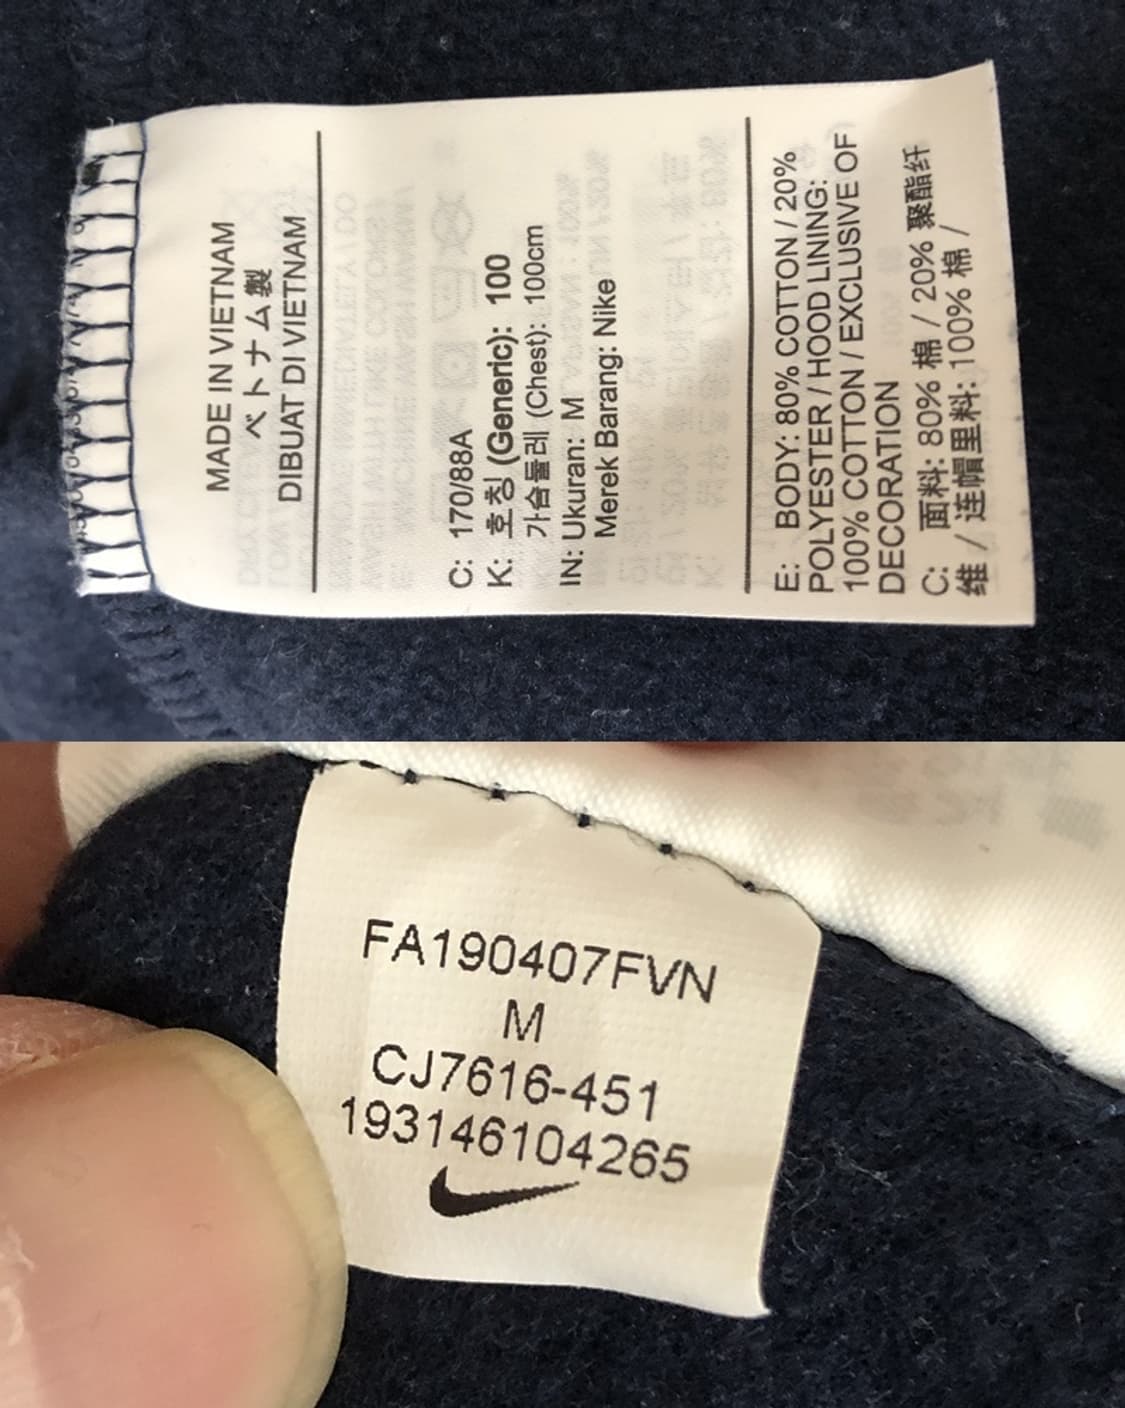 MADE IN VIETNAM
ベトナム製
DIBUAT DI VIETNAM
C: 170/88A
K: 호칭 (Generic): 100
가슴둘레 (Chest): 100cm
IN: Ukuran: M
Merek Barang: Nike
E: BODY: 80% COTTON / 20%
POLYESTER / HOOD LINING:
100% COTTON / EXCLUSIVE OF
DECORATION
C: 面料: 80% 棉 / 20% 聚酯纤
维 / 连帽里料: 100% 棉 /
FA190407FVN
M
CJ7616-451
193146104265